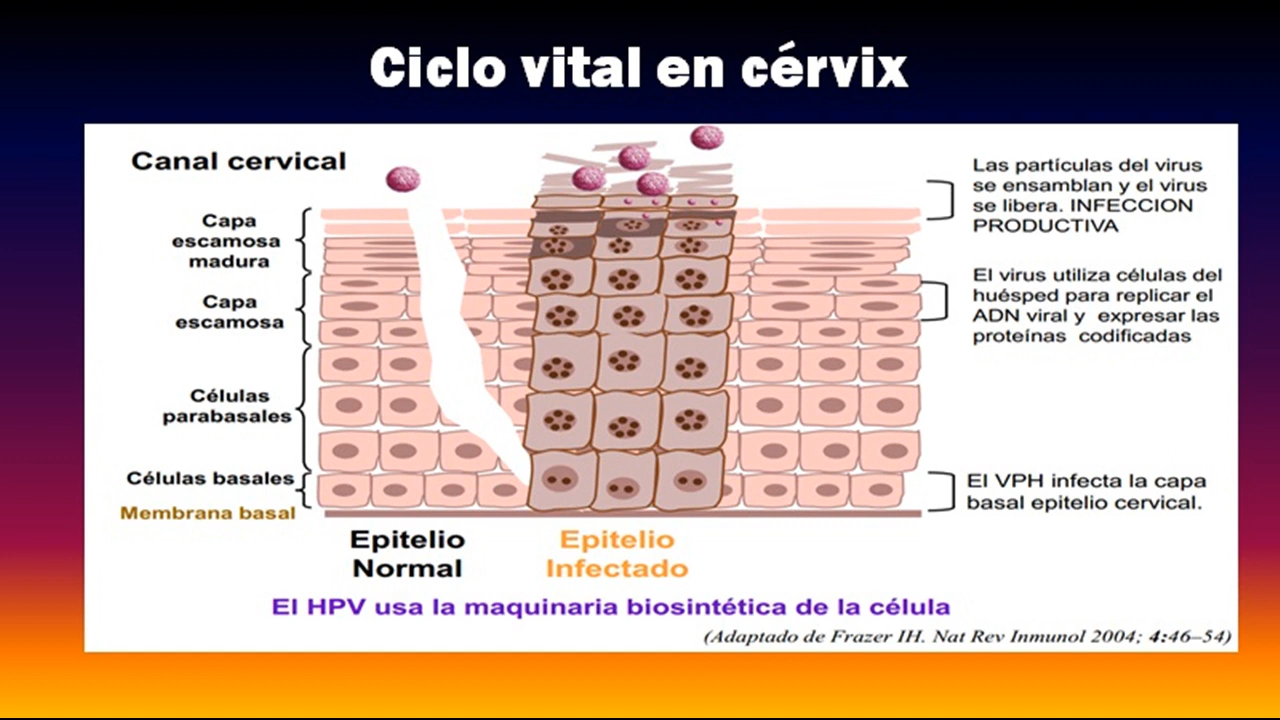 Ciclo vital en cérvix
Canal cervical
Capa
escamosa
madura
Capa
escamosa
Células
parabasales
Células basales
Membrana basal
Las partículas del virus
se ensamblan y el virus
se libera. INFECCION
PRODUCTIVA
El virus utiliza células del
huésped para replicar el
ADN viral y expresar las
proteínas codificadas
El VPH infecta la capa
basal epitelio cervical.
Epitelio
Normal
Epitelio
Infectado
El HPV usa la maquinaria biosintética de la célula
(Adaptado de Frazer IH. Nat Rev Inmunol 2004; 4:46–54)